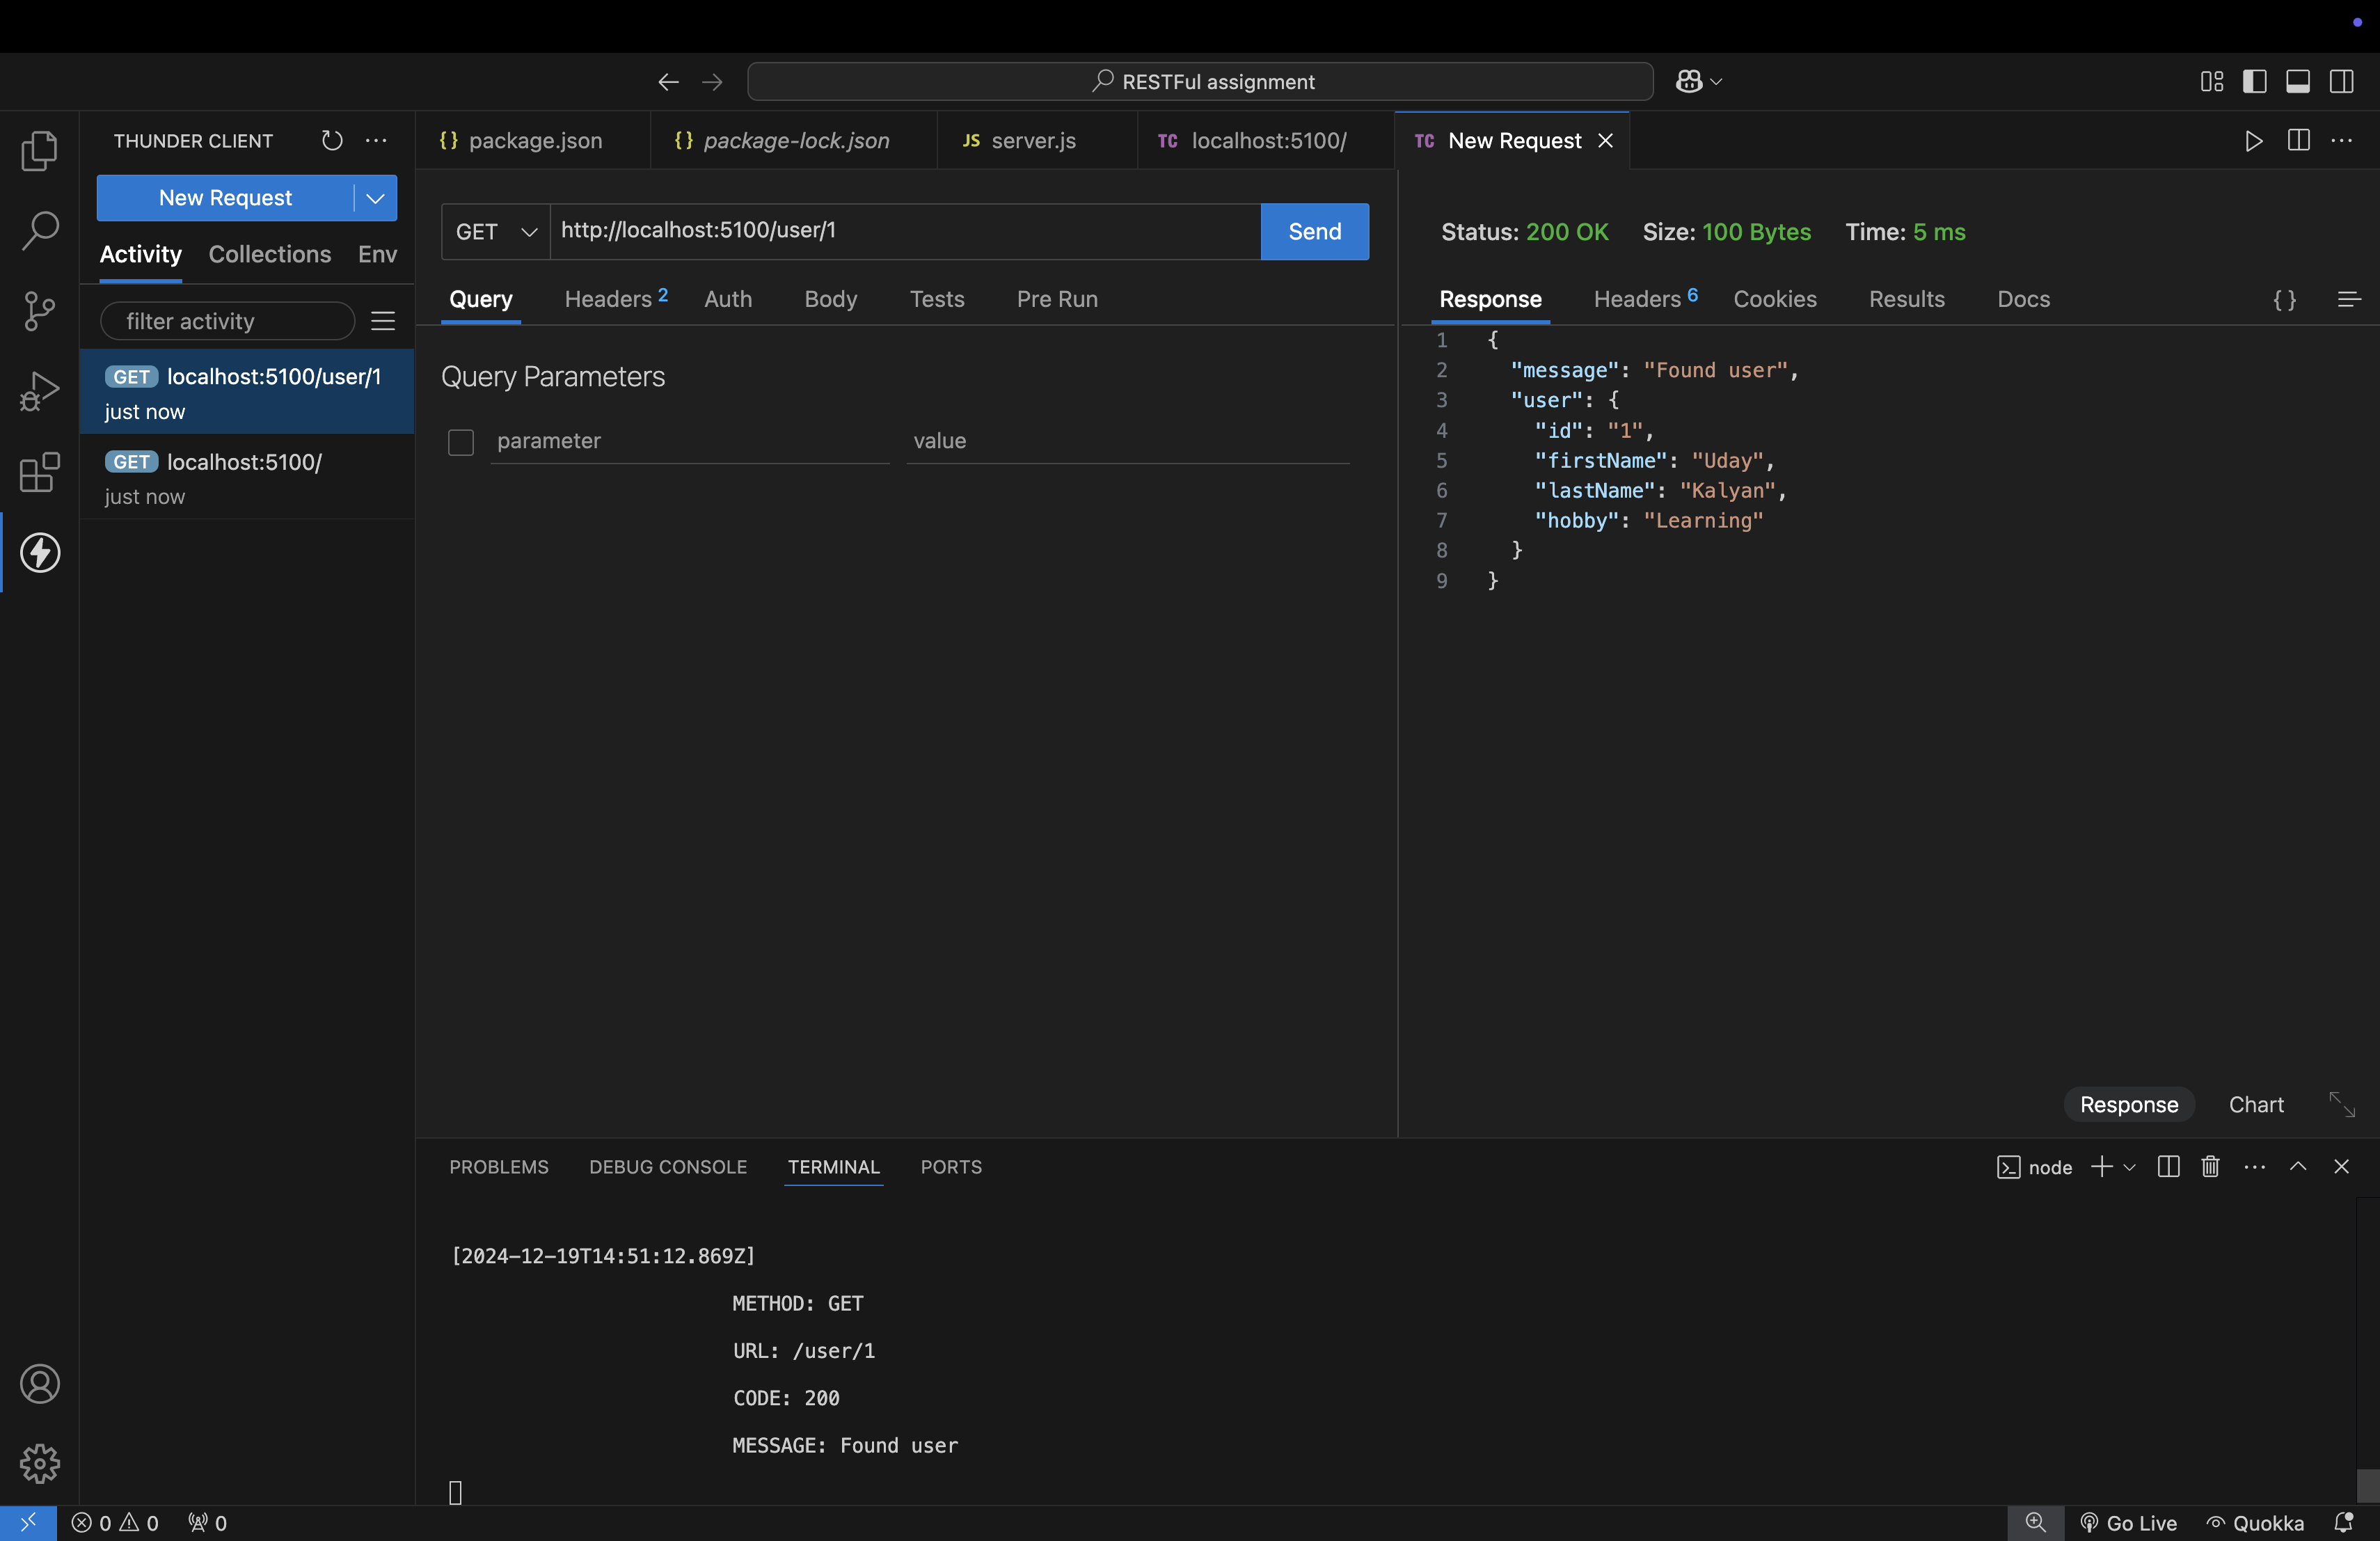 RESTFul assignment
THUNDER CLIENT
···
{} package.json
{} package-lock.json
JS server.js
TC localhost:5100/
TC New Request
···
New Request
Activity Collections Env
filter activity
GET localhost:5100/user/1
just now
GET localhost:5100/
just now
GET http://localhost:5100/user/1 Send
Query Headers 2 Auth Body Tests Pre Run
Query Parameters
parameter value
Status: 200 OK Size: 100 Bytes Time: 5 ms
Response Headers 6 Cookies Results Docs {}
1 {
2 "message": "Found user",
3 "user": {
4 "id": "1",
5 "firstName": "Uday",
6 "lastName": "Kalyan",
7 "hobby": "Learning"
8 }
9 }
Response Chart
PROBLEMS DEBUG CONSOLE TERMINAL PORTS
node
[2024-12-19T14:51:12.869Z]
METHOD: GET
URL: /user/1
CODE: 200
MESSAGE: Found user
0 0 0
Go Live Quokka